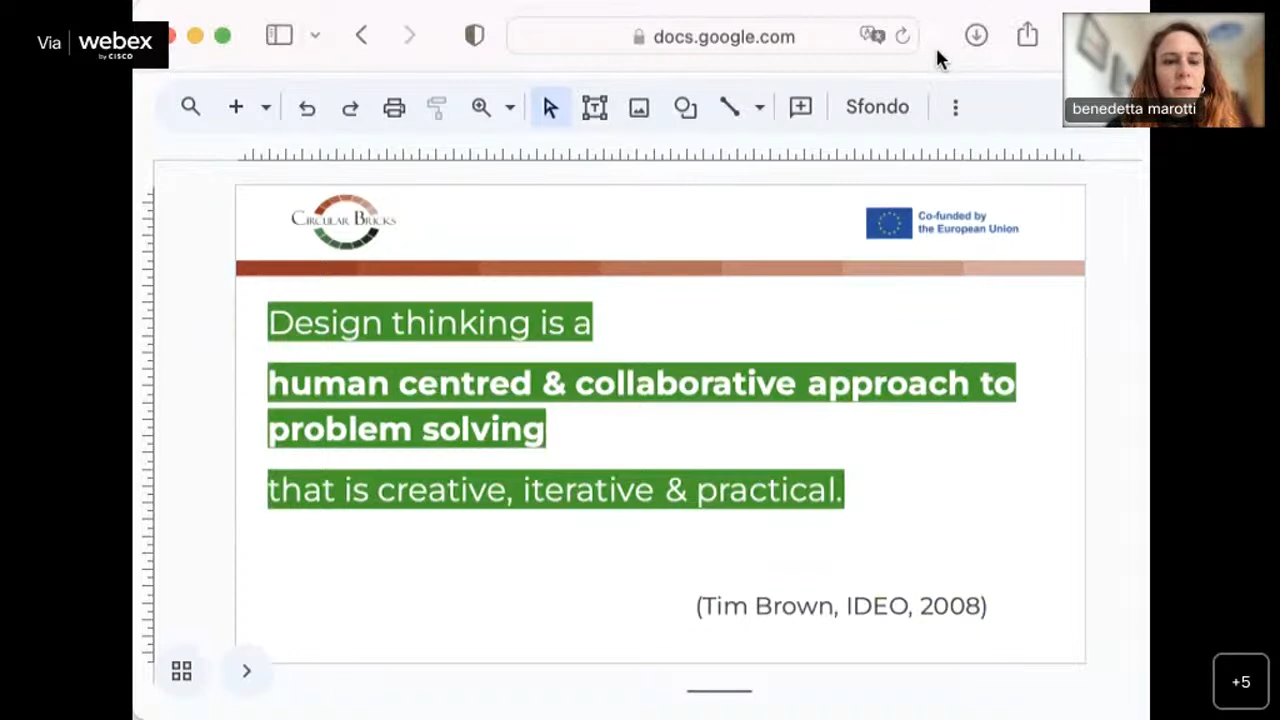 Via webex
by CISCO
docs.google.com
benedetta marotti
Sfondo
CIRCULAR BRICKS
Co-funded by
the European Union
Design thinking is a
human centred & collaborative approach to
problem solving
that is creative, iterative & practical.
(Tim Brown, IDEO, 2008)
+5